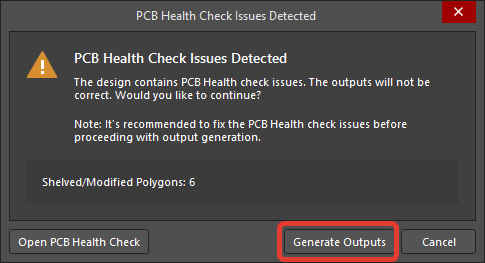 PCB Health Check Issues Detected
PCB Health Check Issues Detected
The design contains PCB Health check issues. The outputs will not be
correct. Would you like to continue?
Note: It's recommended to fix the PCB Health check issues before
proceeding with output generation.
Shelved/Modified Polygons: 6
Open PCB Health Check
Generate Outputs
Cancel